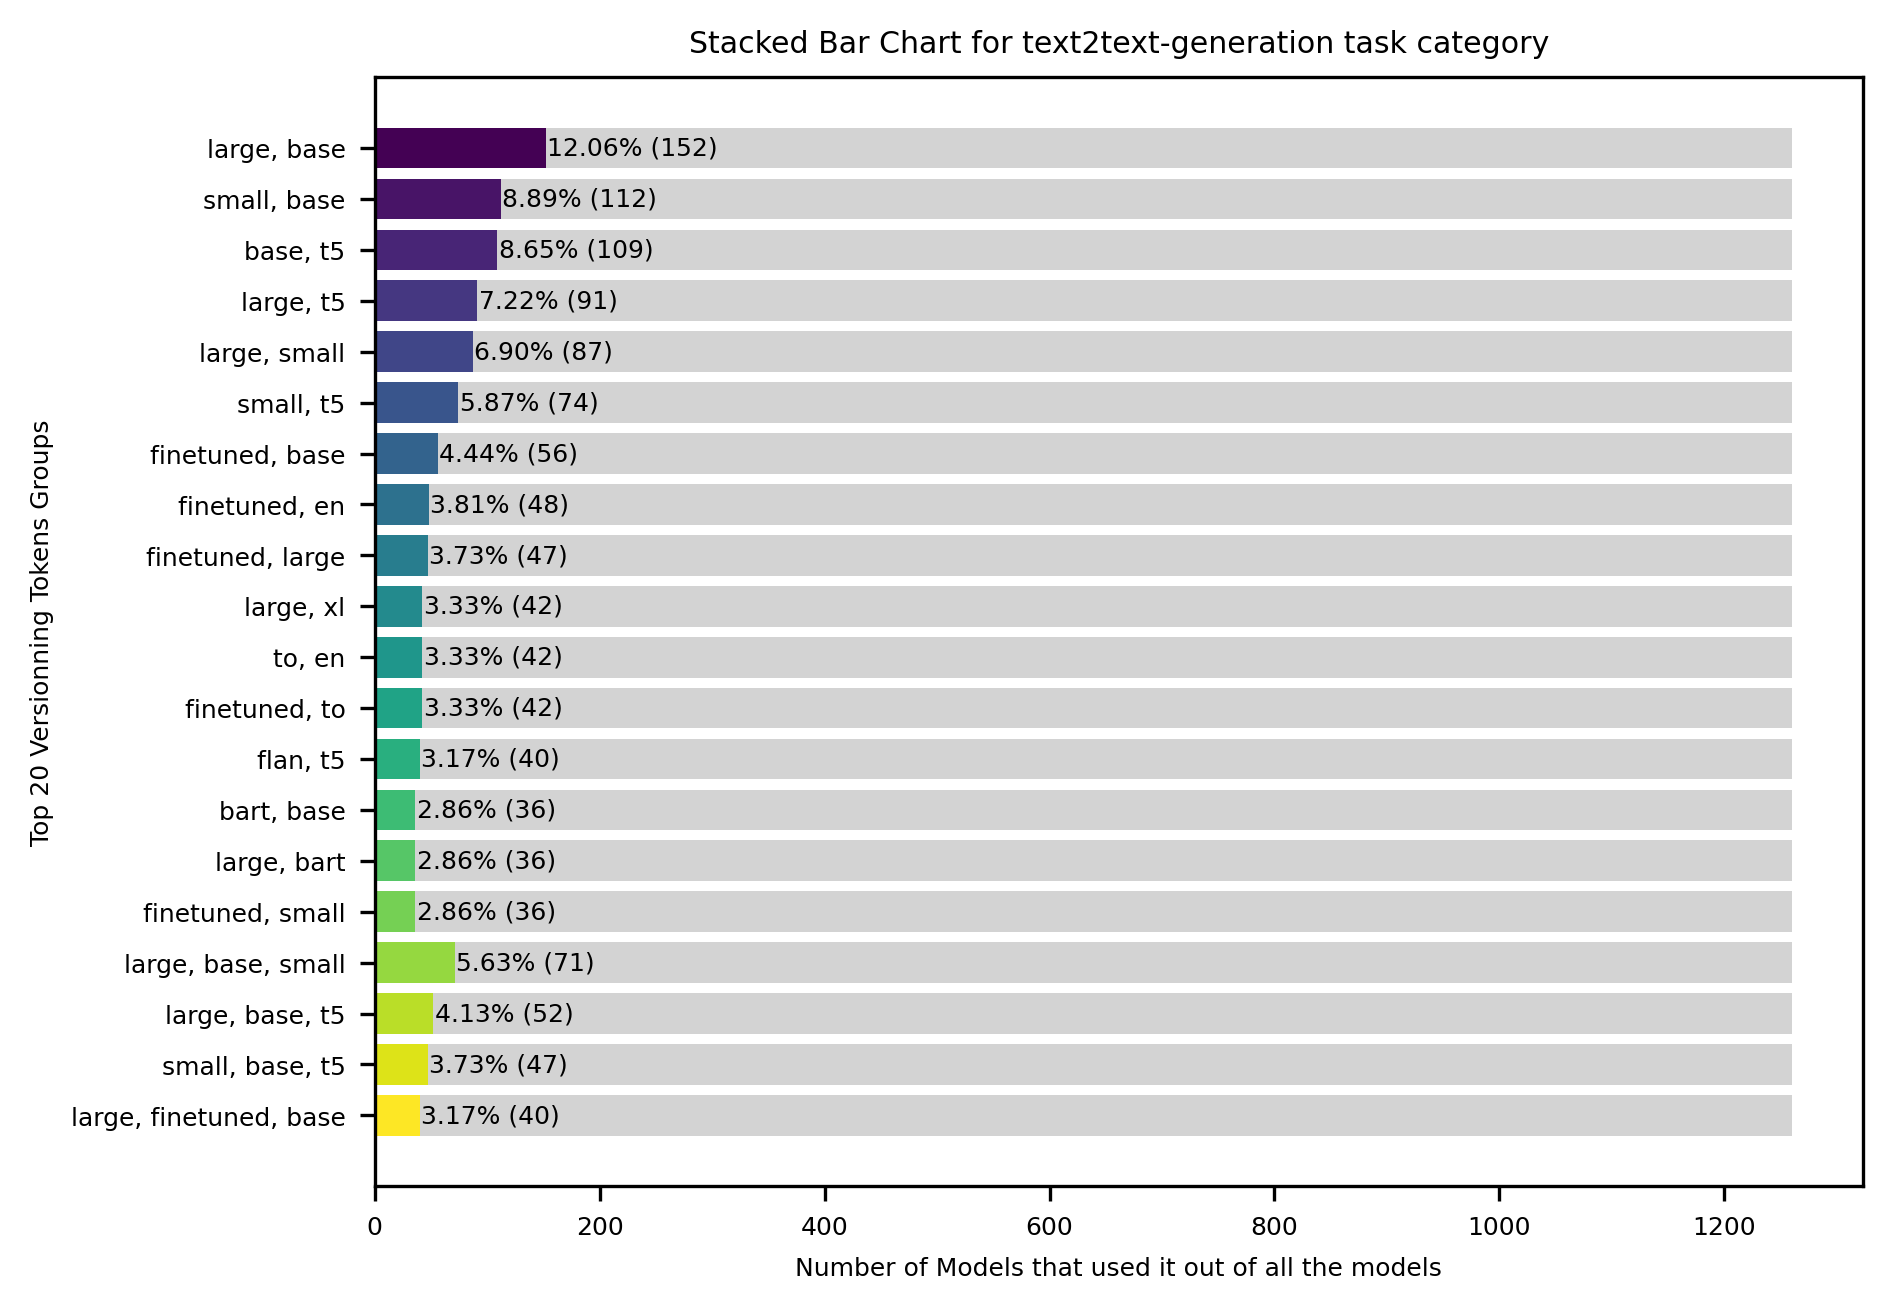 Stacked Bar Chart for text2text-generation task category
large, base 12.06% (152)
small, base 8.89% (112)
base, t5 8.65% (109)
large, t5 7.22% (91)
large, small 6.90% (87)
small, t5 5.87% (74)
finetuned, base 4.44% (56)
finetuned, en 3.81% (48)
finetuned, large 3.73% (47)
large, xl 3.33% (42)
to, en 3.33% (42)
finetuned, to 3.33% (42)
flan, t5 3.17% (40)
bart, base 2.86% (36)
large, bart 2.86% (36)
finetuned, small 2.86% (36)
large, base, small 5.63% (71)
large, base, t5 4.13% (52)
small, base, t5 3.73% (47)
large, finetuned, base 3.17% (40)
Top 20 Versionning Tokens Groups
0 200 400 600 800 1000 1200
Number of Models that used it out of all the models